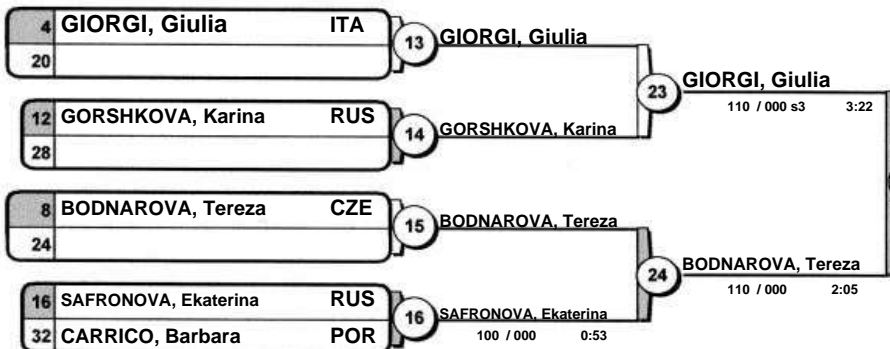 4 GIORGI, Giulia ITA
20
13 GIORGI, Giulia
12 GORSHKOVA, Karina RUS
28
14 GORSHKOVA, Karina
23 GIORGI, Giulia
110 / 000 s3 3:22
8 BODNAROVA, Tereza CZE
24
15 BODNAROVA, Tereza
16 SAFRONOVA, Ekaterina RUS
32 CARRICO, Barbara POR
16 SAFRONOVA, Ekaterina
100 / 000 0:53
24 BODNAROVA, Tereza
110 / 000 2:05